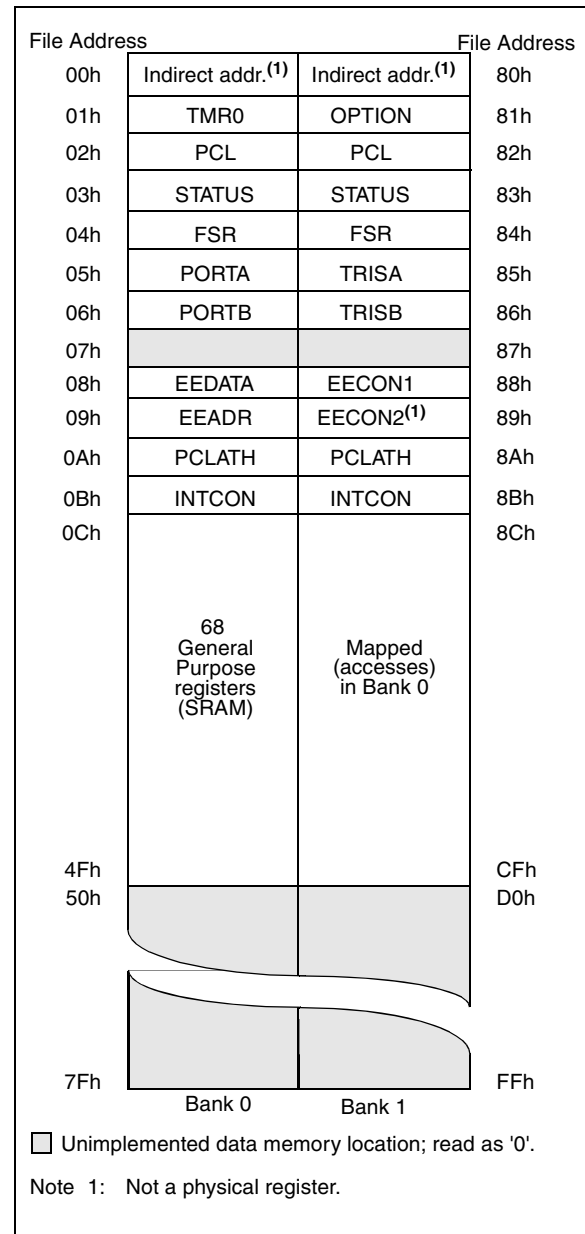 File Address File Address
00h Indirect addr.(1) Indirect addr.(1) 80h
01h TMR0 OPTION 81h
02h PCL PCL 82h
03h STATUS STATUS 83h
04h FSR FSR 84h
05h PORTA TRISA 85h
06h PORTB TRISB 86h
07h 87h
08h EEDATA EECON1 88h
09h EEADR EECON2(1) 89h
0Ah PCLATH PCLATH 8Ah
0Bh INTCON INTCON 8Bh
0Ch 8Ch
68
General
Purpose
registers
(SRAM)
Mapped
(accesses)
in Bank 0
4Fh CFh
50h D0h
7Fh FFh
Bank 0 Bank 1
Unimplemented data memory location; read as '0'.
Note 1: Not a physical register.